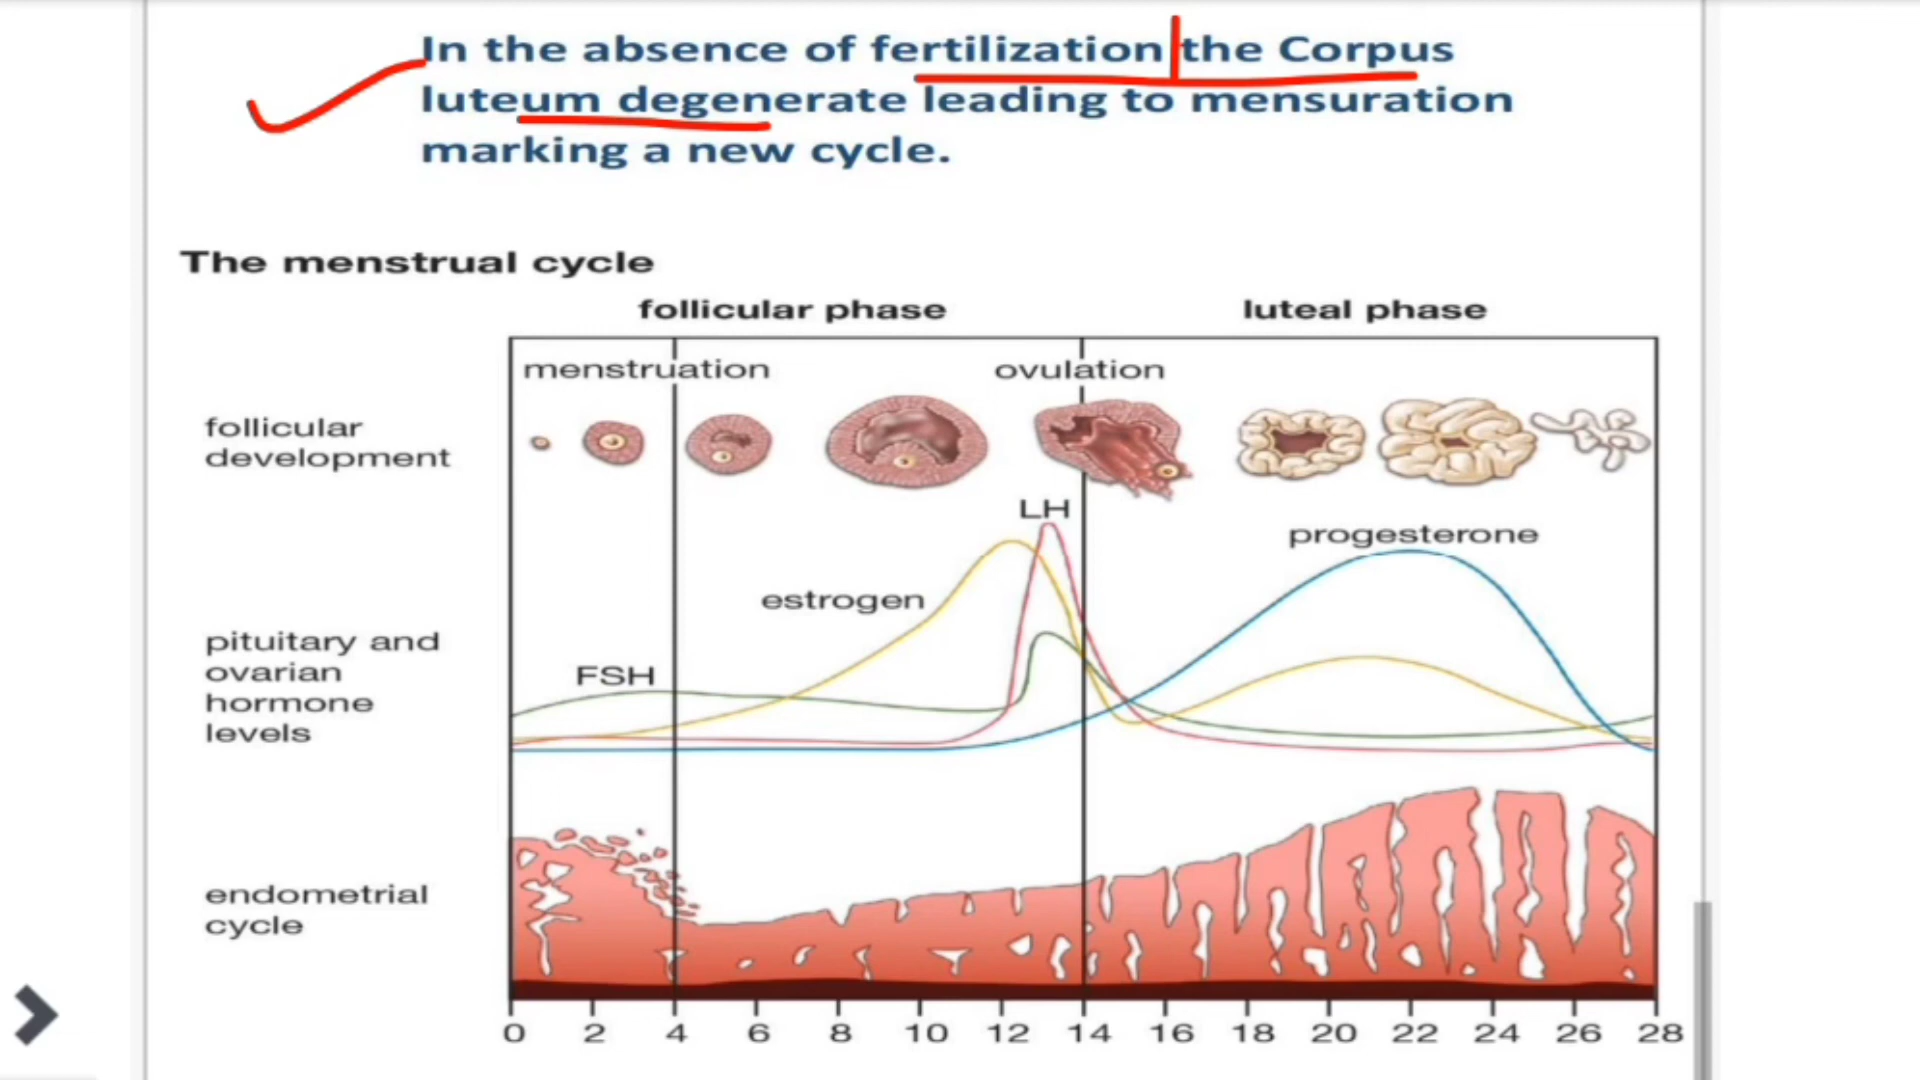 In the absence of fertilization the Corpus
luteum degenerate leading to mensuration
marking a new cycle.
The menstrual cycle
follicular phase
luteal phase
menstruation
ovulation
follicular
development
LH
progesterone
estrogen
pituitary and
ovarian
hormone
levels
FSH
endometrial
cycle
0 2 4 6 8 10 12 14 16 18 20 22 24 26 28